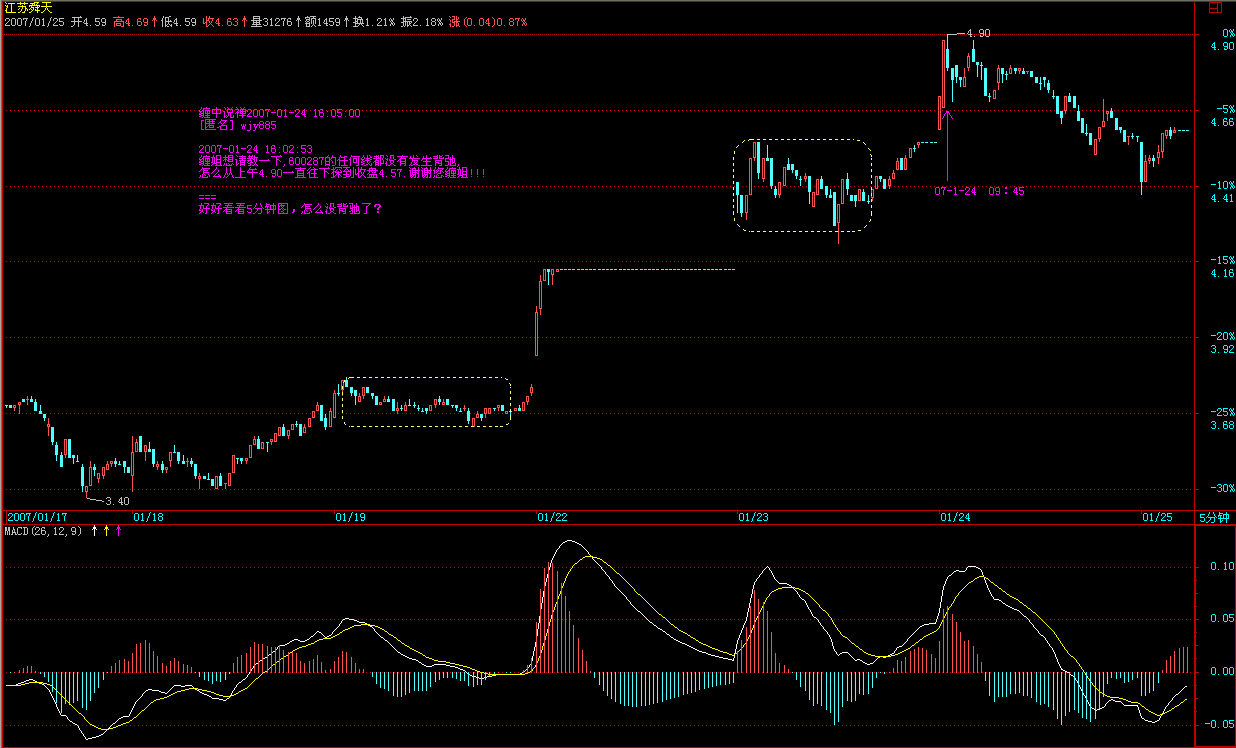 江苏舜天
2007/01/25 开4.59 高4.69↑低4.59 收4.63↑量31276↑额1459↑换1.21% 振2.18% 涨(0.04)0.87%
4.90
0%
4.90
缠中说禅2007-01-24 16:05:00
[匿名] wjy685
-5%
4.66
2007-01-24 16:02:53
缠姐想请教一下,600287的任何线都没有发生背弛,
怎么从上午4.90一直往下探到收盘4.57.谢谢您缠姐!!!
===
好好看看5分钟图，怎么没背驰了？
07-1-24 09：45
-10%
4.41
-15%
4.16
-20%
3.92
-25%
3.68
-30%
3.40
2007/01/17 01/18 01/19 01/22 01/23 01/24 01/25 5分钟
MACD(26,12,9) ↑ ↑ ↑
0.10
0.05
0.00
-0.05